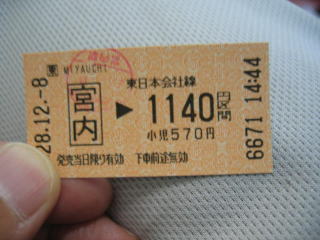 東 MIYAUCHI
28.12.-8
宮内 ▶ 1140円区間
東日本会社線
小児570円
発売当日限り有効 下車前途無効
6671 14:44